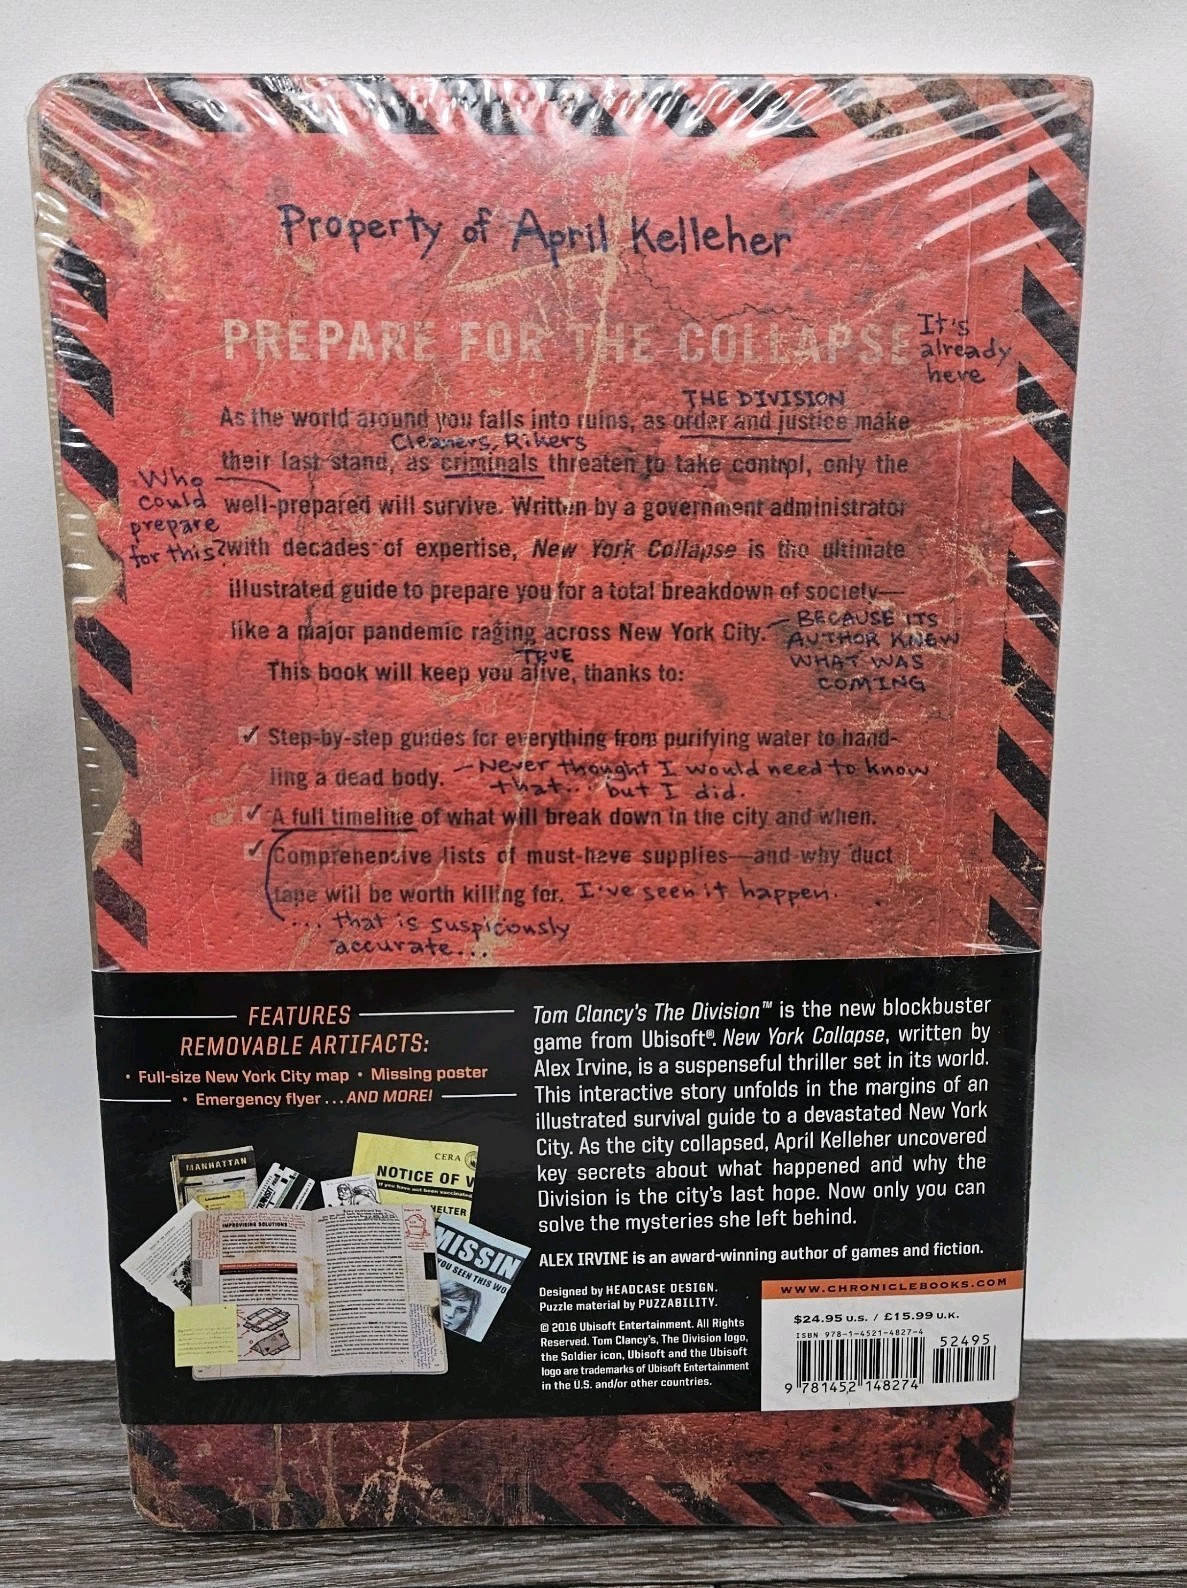 Property of April Kelleher
PREPARE FOR THE COLLAPSE
It's
already
here
THE DIVISION
As the world around you falls into ruins, as order and justice make
Cleaners, Rikers
their last stand, as criminals threaten to take control, only the
Who
could
prepare
for this?
well-prepared will survive. Written by a government administrator
with decades of expertise, New York Collapse is the ultimate
illustrated guide to prepare you for a total breakdown of society—
like a major pandemic raging across New York City.
— BECAUSE ITS
AUTHOR KNEW
WHAT WAS
COMING
TRUE
This book will keep you alive, thanks to:
✓ Step-by-step guides for everything from purifying water to hand-
ling a dead body.
— Never thought I would need to know
that... but I did.
✓ A full timeline of what will break down in the city and when.
✓ Comprehensive lists of must-have supplies—and why duct
tape will be worth killing for. I've seen it happen.
... that is suspiciously
accurate...
FEATURES
REMOVABLE ARTIFACTS:
• Full-size New York City map • Missing poster
• Emergency flyer ... AND MORE!
MANHATTAN
CERA
NOTICE OF V
If you have not been vaccinated
HELTER
IMPROVISING SOLUTIONS
MISSIN
YOU SEEN THIS WO
Tom Clancy's The Division™ is the new blockbuster
game from Ubisoft®. New York Collapse, written by
Alex Irvine, is a suspenseful thriller set in its world.
This interactive story unfolds in the margins of an
illustrated survival guide to a devastated New York
City. As the city collapsed, April Kelleher uncovered
key secrets about what happened and why the
Division is the city's last hope. Now only you can
solve the mysteries she left behind.
ALEX IRVINE is an award-winning author of games and fiction.
Designed by HEADCASE DESIGN.
Puzzle material by PUZZABILITY.
© 2016 Ubisoft Entertainment. All Rights
Reserved. Tom Clancy's, The Division logo,
the Soldier icon, Ubisoft and the Ubisoft
logo are trademarks of Ubisoft Entertainment
in the U.S. and/or other countries.
WWW.CHRONICLEBOOKS.COM
$24.95 U.S. / £15.99 U.K.
ISBN 978-1-4521-4827-4
52495
9 781452 148274